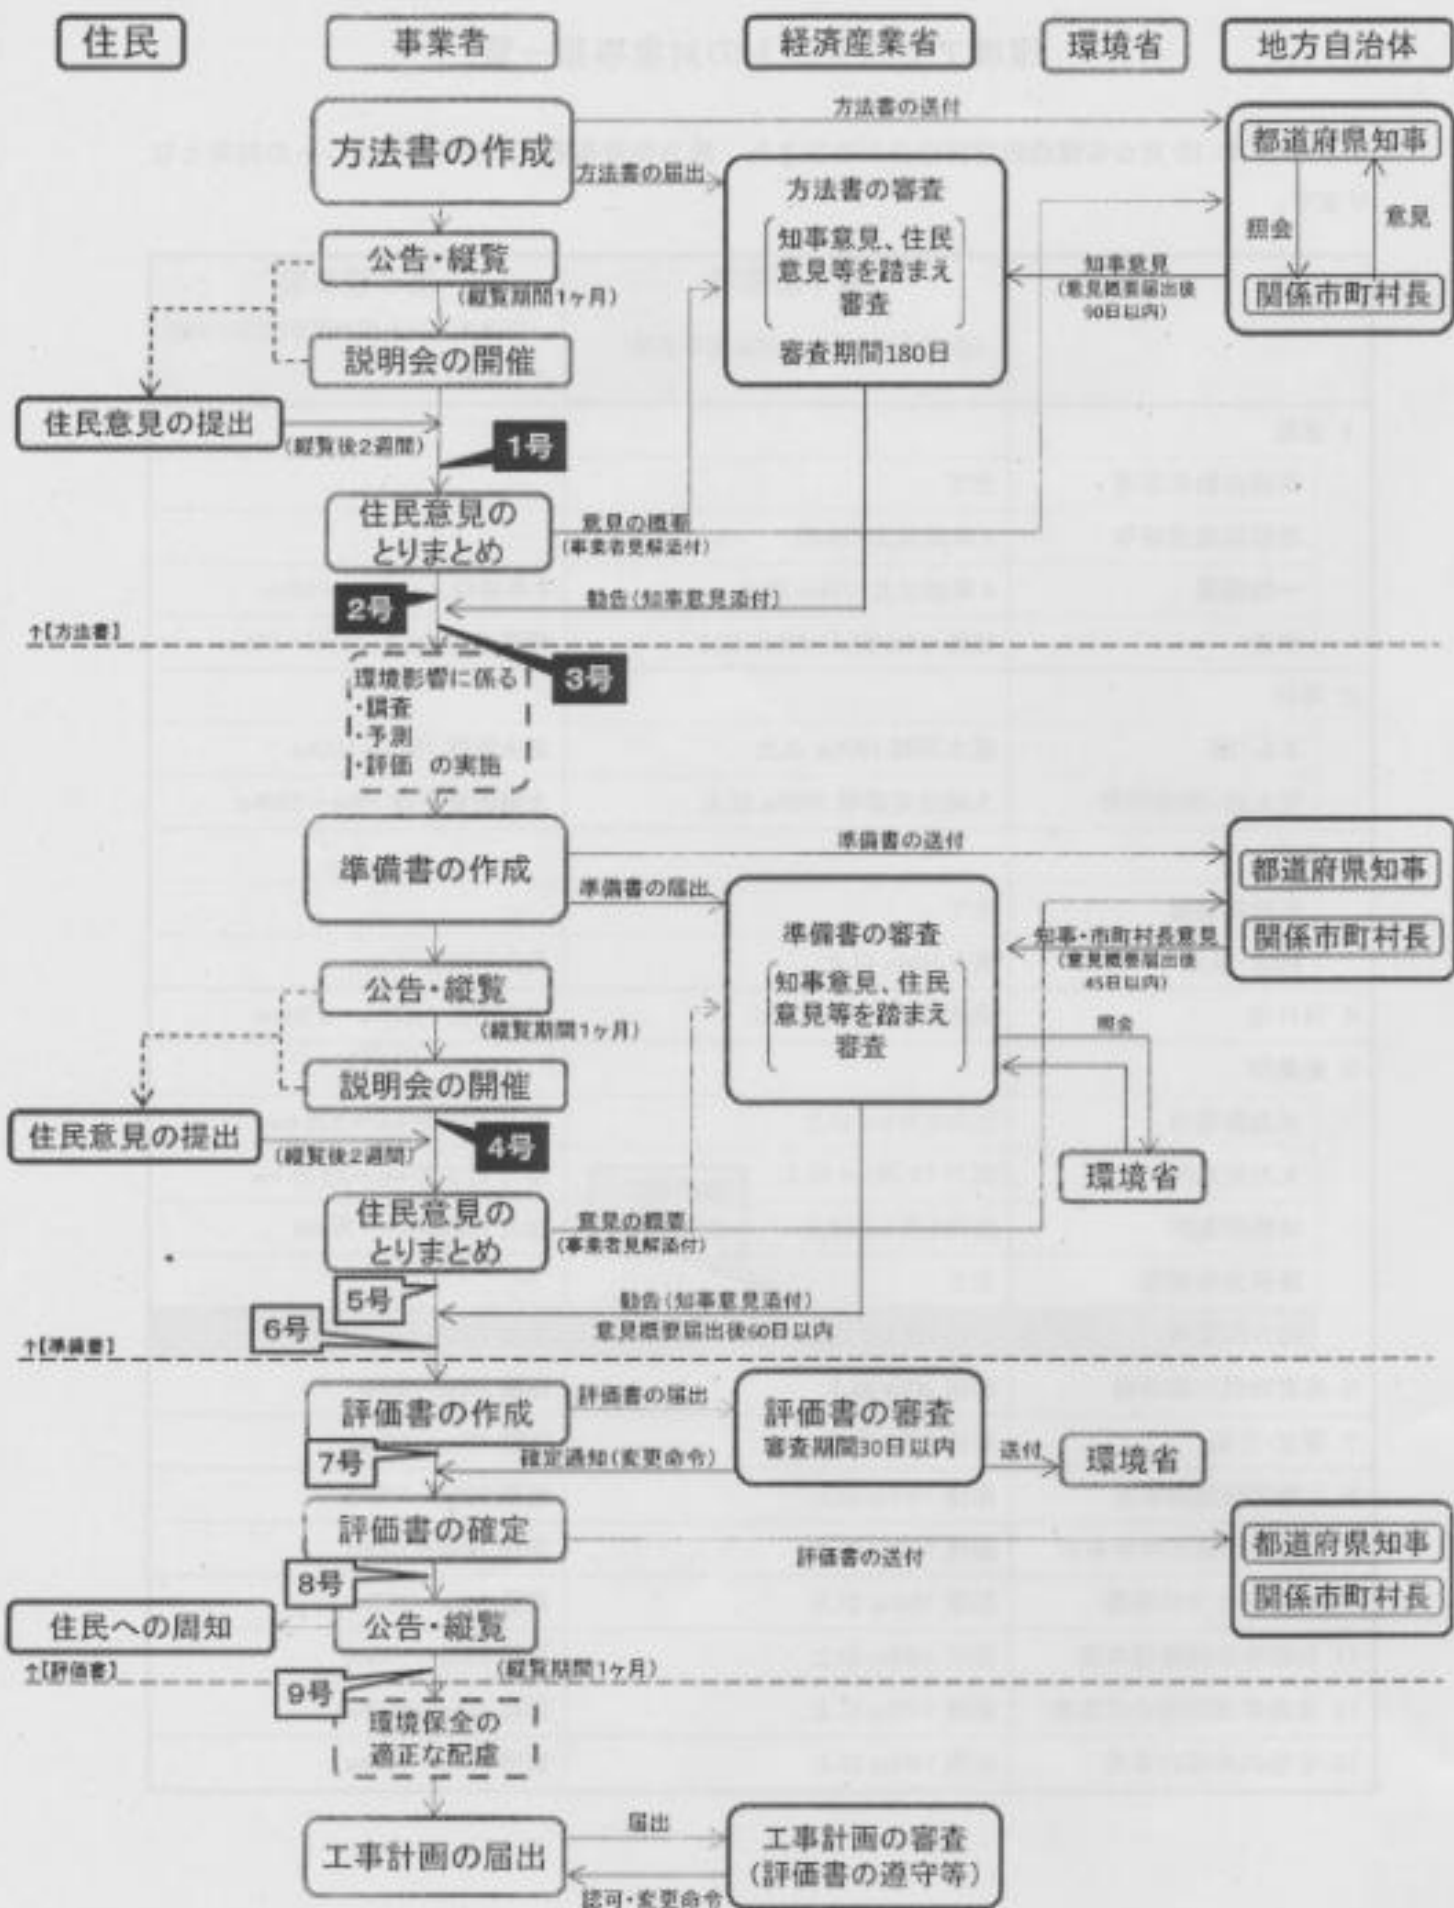 住民
事業者
経済産業省
環境省
地方自治体
方法書の作成
方法書の送付
方法書の届出
都道府県知事
照会
意見
関係市町村長
方法書の審査
知事意見、住民
意見等を踏まえ
審査
審査期間180日
知事意見
(意見概要届出後
90日以内)
公告・縦覧
(縦覧期間1ヶ月)
説明会の開催
住民意見の提出
(縦覧後2週間)
1号
住民意見の
とりまとめ
意見の概要
(事業者見解添付)
2号
勧告(知事意見添付)
↑【方法書】
3号
環境影響に係る
・調査
・予測
・評価 の実施
準備書の作成
準備書の送付
準備書の届出
都道府県知事
関係市町村長
準備書の審査
知事意見、住民
意見等を踏まえ
審査
知事・市町村長意見
(意見概要届出後
45日以内)
公告・縦覧
(縦覧期間1ヶ月)
照会
説明会の開催
住民意見の提出
(縦覧後2週間)
4号
環境省
住民意見の
とりまとめ
意見の概要
(事業者見解添付)
5号
勧告(知事意見添付)
意見概要届出後60日以内
6号
↑【準備書】
評価書の作成
評価書の届出
評価書の審査
審査期間30日以内
送付
環境省
7号
確定通知(変更命令)
評価書の確定
評価書の送付
都道府県知事
関係市町村長
8号
住民への周知
公告・縦覧
(縦覧期間1ヶ月)
↑【評価書】
9号
環境保全の
適正な配慮
工事計画の届出
届出
工事計画の審査
(評価書の遵守等)
認可・変更命令